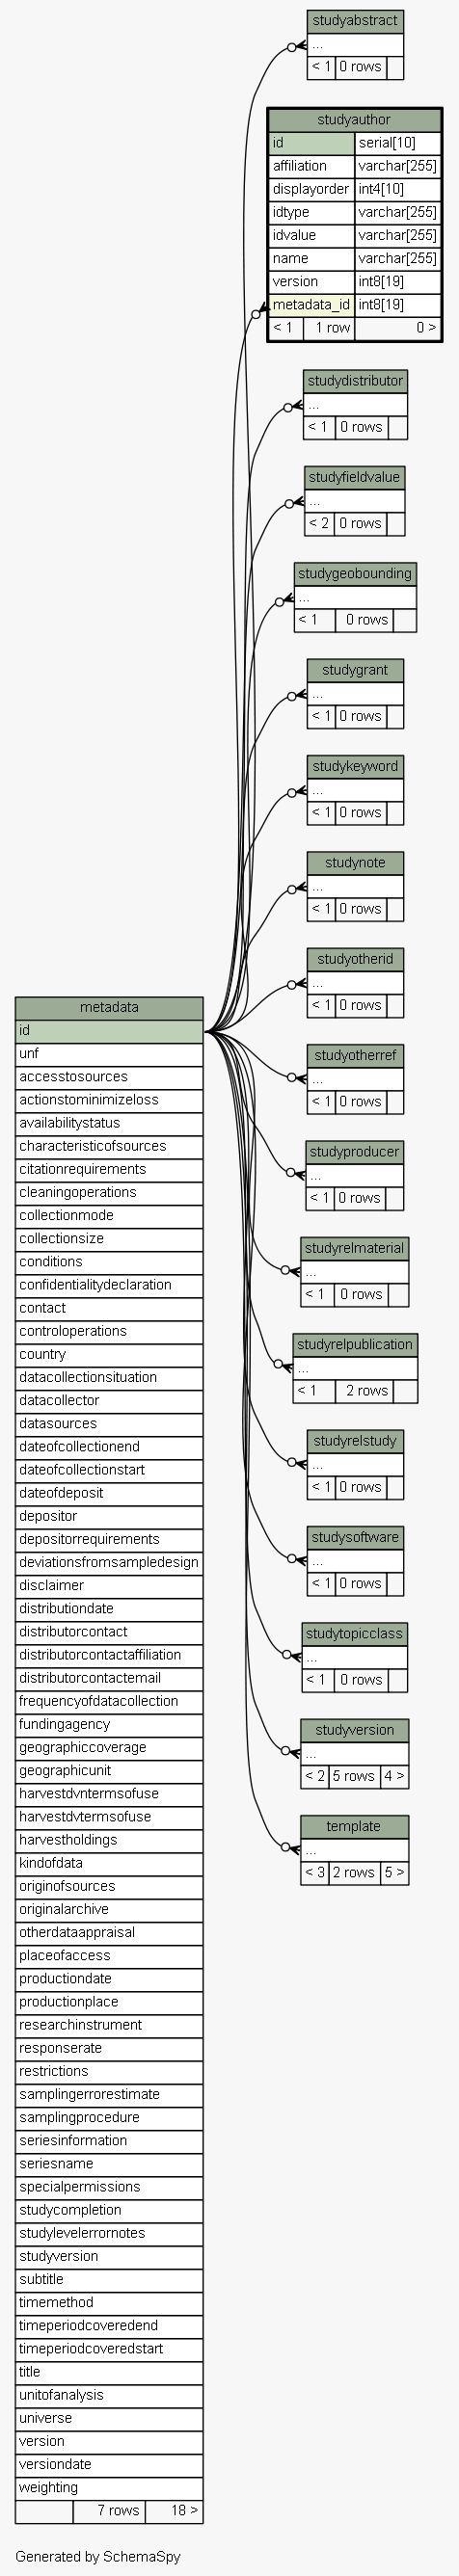 studyabstract
...
< 1 0 rows
studyauthor
id serial[10]
affiliation varchar[255]
displayorder int4[10]
idtype varchar[255]
idvalue varchar[255]
name varchar[255]
version int8[19]
metadata_id int8[19]
< 1 1 row 0 >
studydistributor
...
< 1 0 rows
studyfieldvalue
...
< 2 0 rows
studygeobounding
...
< 1 0 rows
studygrant
...
< 1 0 rows
studykeyword
...
< 1 0 rows
studynote
...
< 1 0 rows
studyotherid
...
< 1 0 rows
studyotherref
...
< 1 0 rows
studyproducer
...
< 1 0 rows
studyrelmaterial
...
< 1 0 rows
studyrelpublication
...
< 1 2 rows
studyrelstudy
...
< 1 0 rows
studysoftware
...
< 1 0 rows
studytopicclass
...
< 1 0 rows
studyversion
...
< 2 5 rows 4 >
template
...
< 3 2 rows 5 >
metadata
id
unf
accesstosources
actionstominimizeloss
availabilitystatus
characteristicofsources
citationrequirements
cleaningoperations
collectionmode
collectionsize
conditions
confidentialitydeclaration
contact
controloperations
country
datacollectionsituation
datacollector
datasources
dateofcollectionend
dateofcollectionstart
dateofdeposit
depositor
depositorrequirements
deviationsfromsampledesign
disclaimer
distributiondate
distributorcontact
distributorcontactaffiliation
distributorcontactemail
frequencyofdatacollection
fundingagency
geographiccoverage
geographicunit
harvestdvntermsofuse
harvestdvtermsofuse
harvestholdings
kindofdata
originofsources
originalarchive
otherdataappraisal
placeofaccess
productiondate
productionplace
researchinstrument
responserate
restrictions
samplingerrorestimate
samplingprocedure
seriesinformation
seriesname
specialpermissions
studycompletion
studylevelerrornotes
studyversion
subtitle
timemethod
timeperiodcoveredend
timeperiodcoveredstart
title
unitofanalysis
universe
version
versiondate
weighting
7 rows 18 >
Generated by SchemaSpy